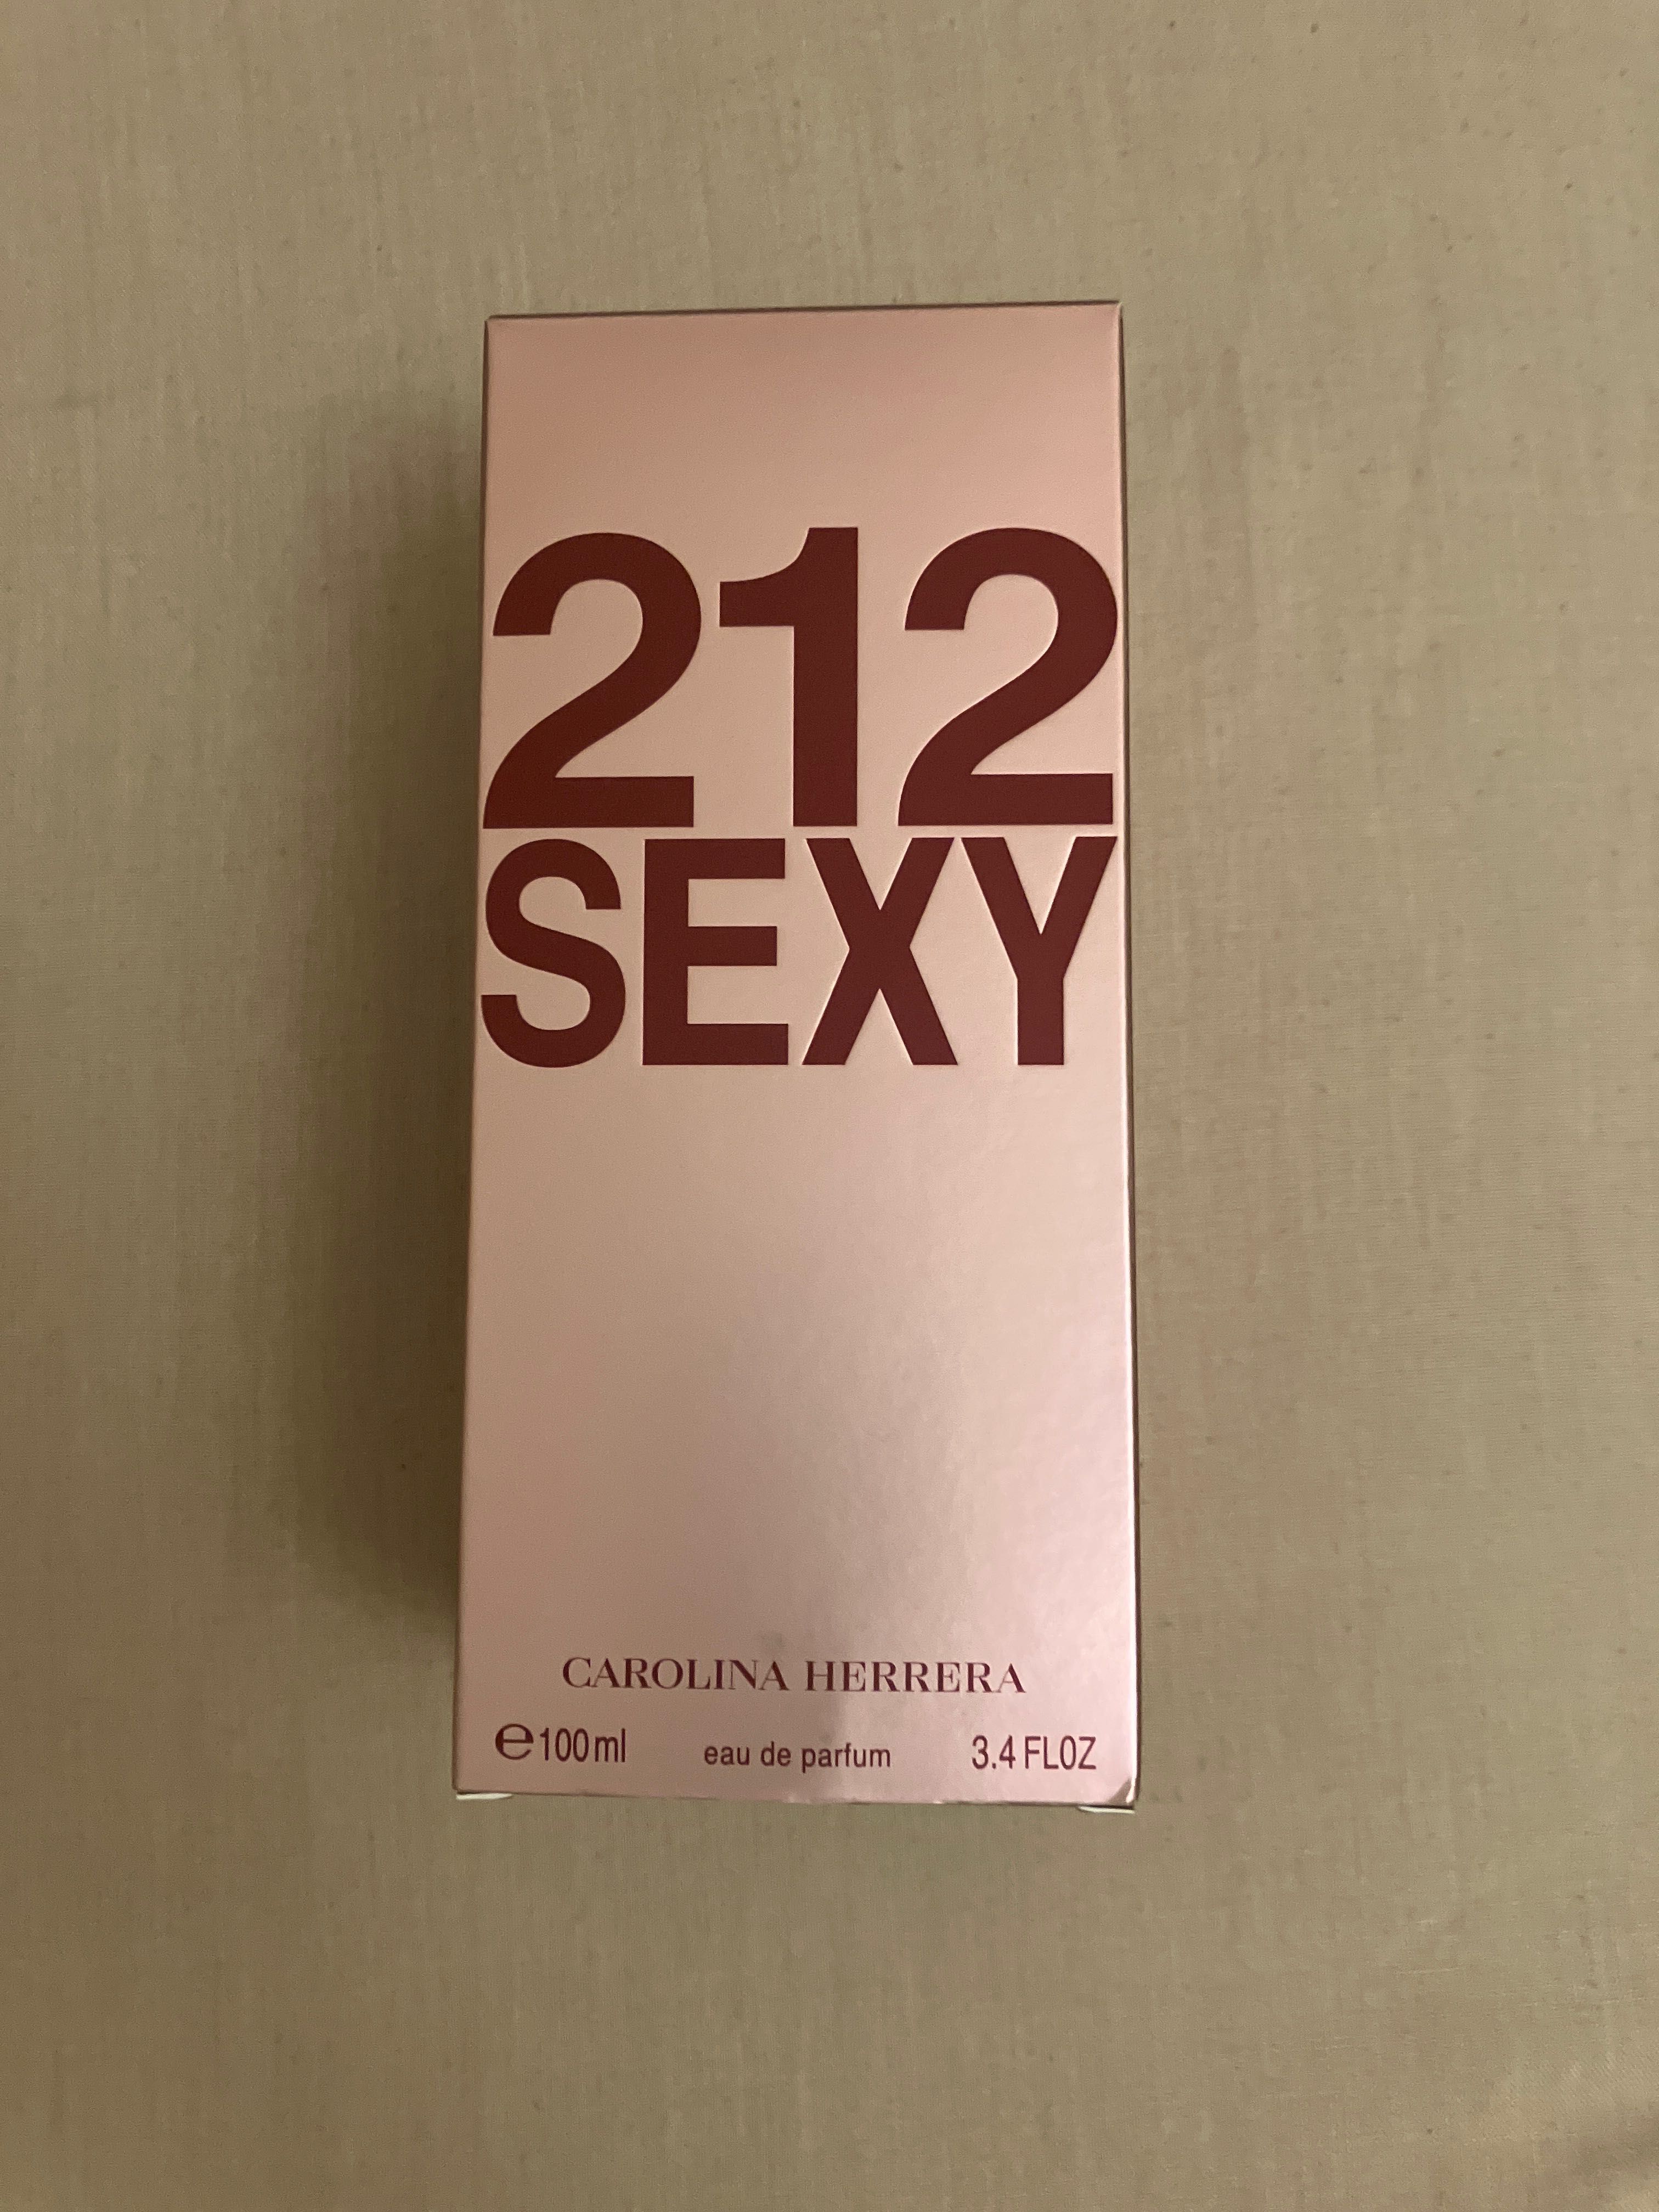 212
SEXY
CAROLINA HERRERA
℮100ml eau de parfum 3.4 FLOZ